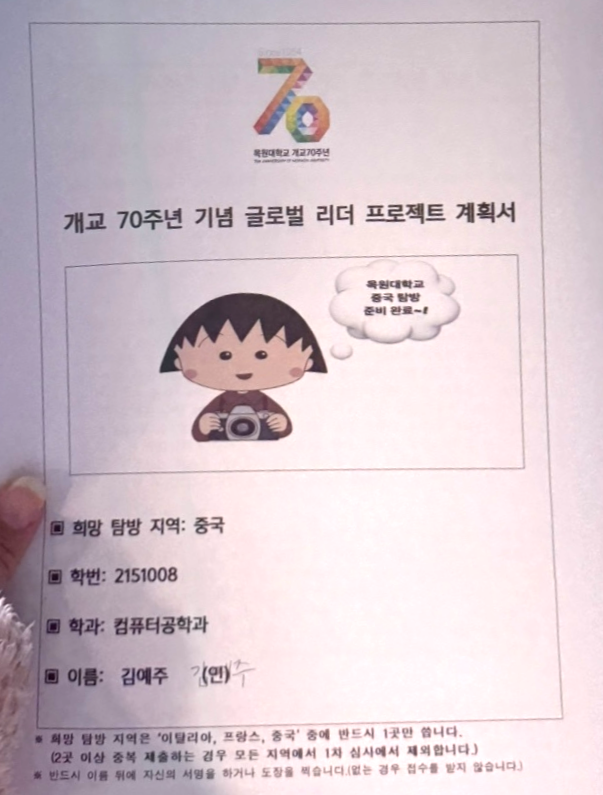 70
목원대학교 개교70주년
개교 70주년 기념 글로벌 리더 프로젝트 계획서
목원대학교
중국 탐방
준비 완료~!
▣ 희망 탐방 지역: 중국
▣ 학번: 2151008
▣ 학과: 컴퓨터공학과
▣ 이름: 김예주 김예주 (인)
※ 희망 탐방 지역은 '이탈리아, 프랑스, 중국' 중에 반드시 1곳만 씁니다.
(2곳 이상 중복 제출하는 경우 모든 지역에서 1차 심사에서 제외합니다.)
※ 반드시 이름 뒤에 자신의 서명을 하거나 도장을 찍습니다.(없는 경우 접수를 받지 않습니다.)